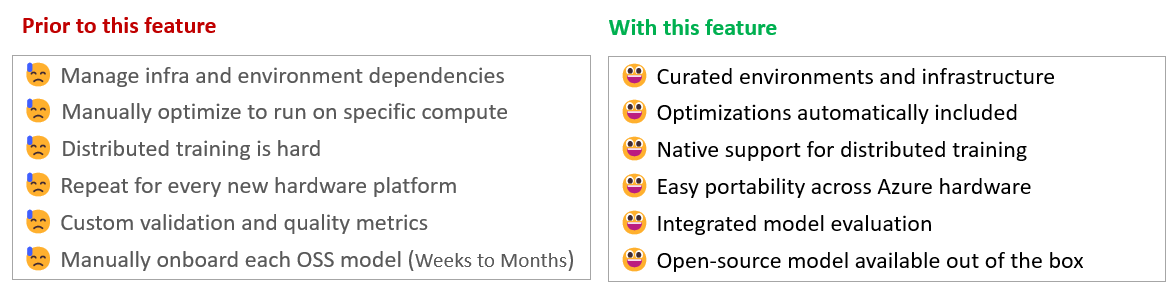 Prior to this feature
Manage infra and environment dependencies
Manually optimize to run on specific compute
Distributed training is hard
Repeat for every new hardware platform
Custom validation and quality metrics
Manually onboard each OSS model (Weeks to Months)
With this feature
Curated environments and infrastructure
Optimizations automatically included
Native support for distributed training
Easy portability across Azure hardware
Integrated model evaluation
Open-source model available out of the box